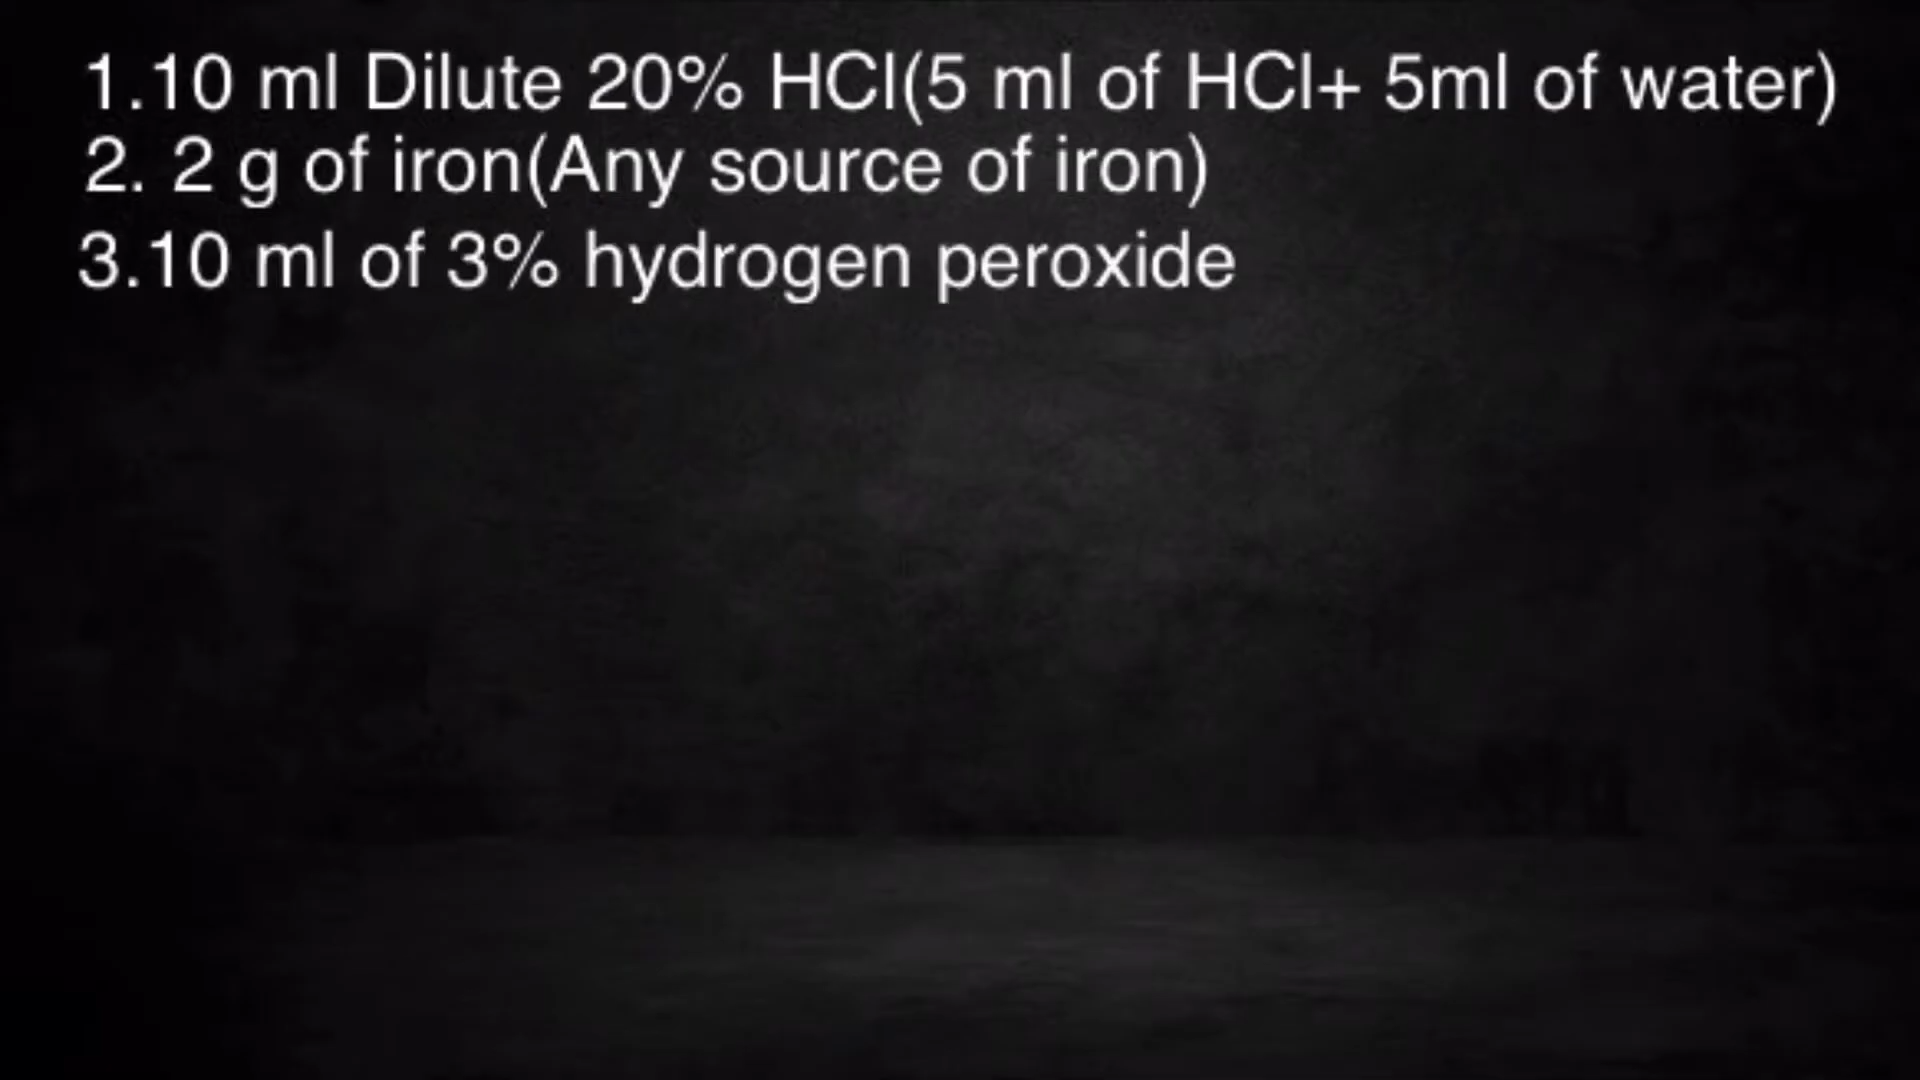 1.10 ml Dilute 20% HCl(5 ml of HCl+ 5ml of water)
2. 2 g of iron(Any source of iron)
3.10 ml of 3% hydrogen peroxide